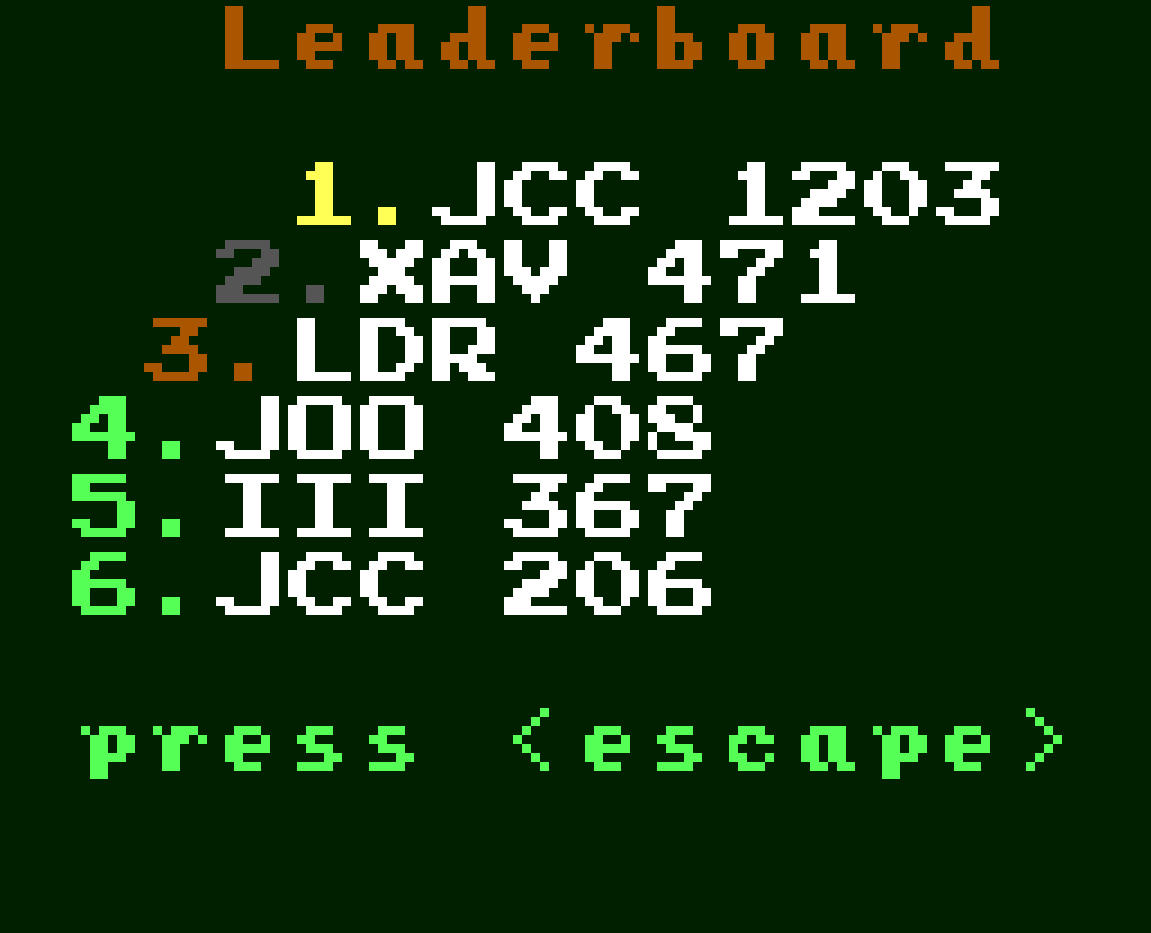 Leaderboard
1.JCC 1203
2.XAV 471
3.LDR 467
4.JOO 408
5.III 367
6.JCC 206
press <escape>